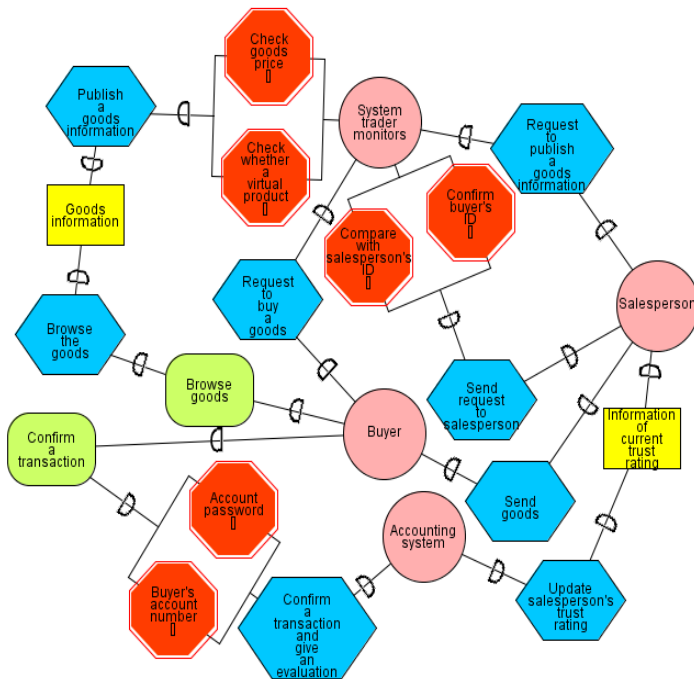 Check
goods
price
Publish
a
goods
information
System
trader
monitors
Request
to
publish
a
goods
information
Check
whether
a
virtual
product
Confirm
buyer's
ID
Goods
information
Compare
with
salesperson's
ID
Request
to
buy
a
goods
Salesperson
Browse
the
goods
Browse
goods
Send
request
to
salesperson
Confirm
a
transaction
Buyer
Information
of
current
trust
rating
Account
password
Send
goods
Accounting
system
Buyer's
account
number
Confirm
a
transaction
and
give
an
evaluation
Update
salesperson's
trust
rating